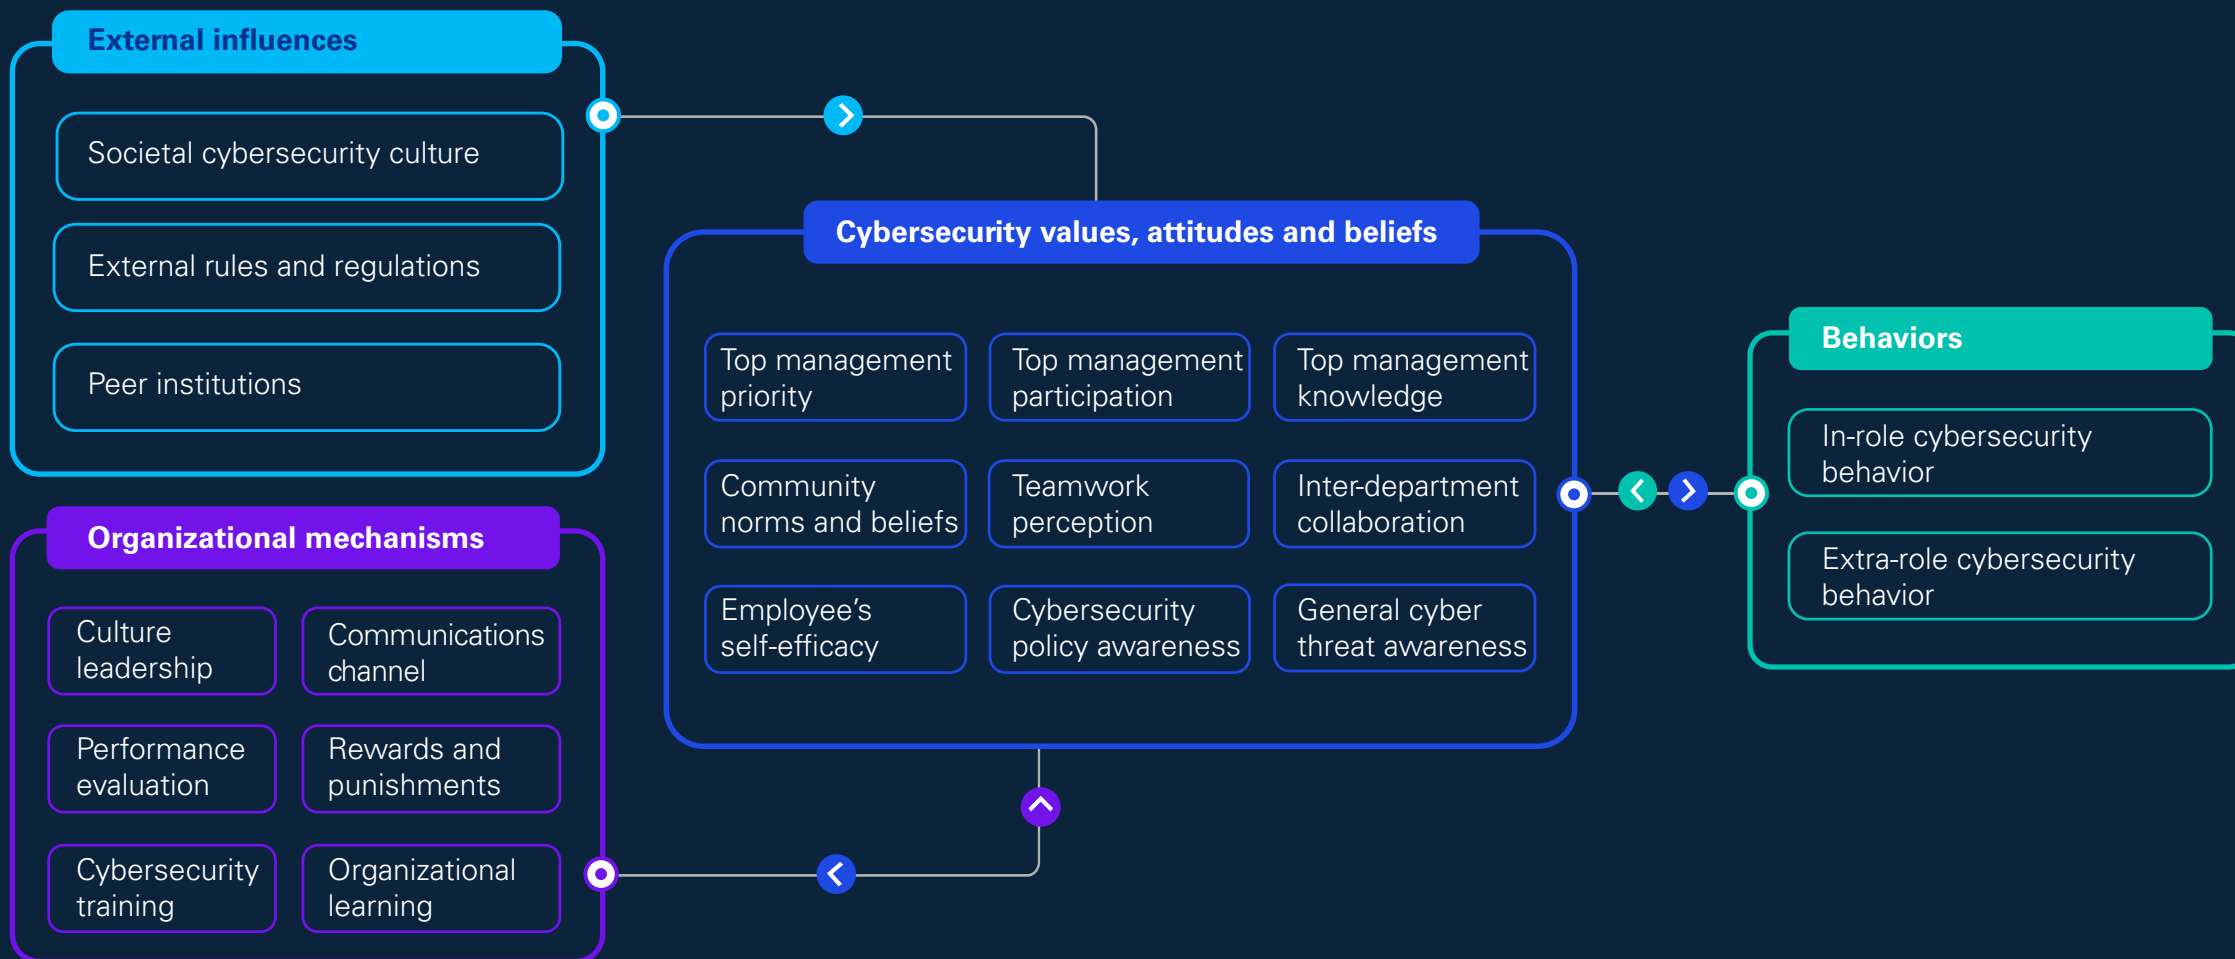 External influences
Societal cybersecurity culture
External rules and regulations
Peer institutions
Organizational mechanisms
Culture
leadership
Communications
channel
Performance
evaluation
Rewards and
punishments
Cybersecurity
training
Organizational
learning
Cybersecurity values, attitudes and beliefs
Top management
priority
Top management
participation
Top management
knowledge
Community
norms and beliefs
Teamwork
perception
Inter-department
collaboration
Employee’s
self-efficacy
Cybersecurity
policy awareness
General cyber
threat awareness
Behaviors
In-role cybersecurity
behavior
Extra-role cybersecurity
behavior